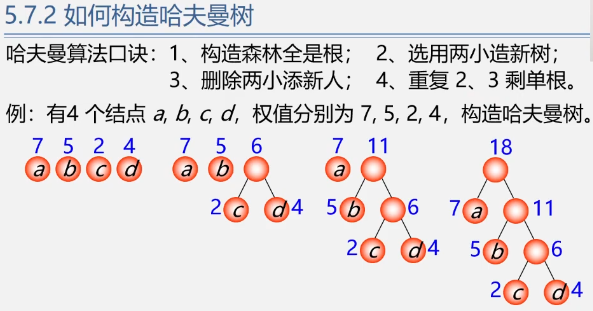 5.7.2 如何构造哈夫曼树
哈夫曼算法口诀：1、构造森林全是根； 2、选用两小造新树；
3、删除两小添新人； 4、重复 2、3 剩单根。
例：有4 个结点 a, b, c, d，权值分别为 7, 5, 2, 4，构造哈夫曼树。
7 5 2 4 7 5 6 7 11 18
a b c d a b a
5 b 6 7 a 11
2 c d 4
2 c d 4 5 b 6
2 c d 4